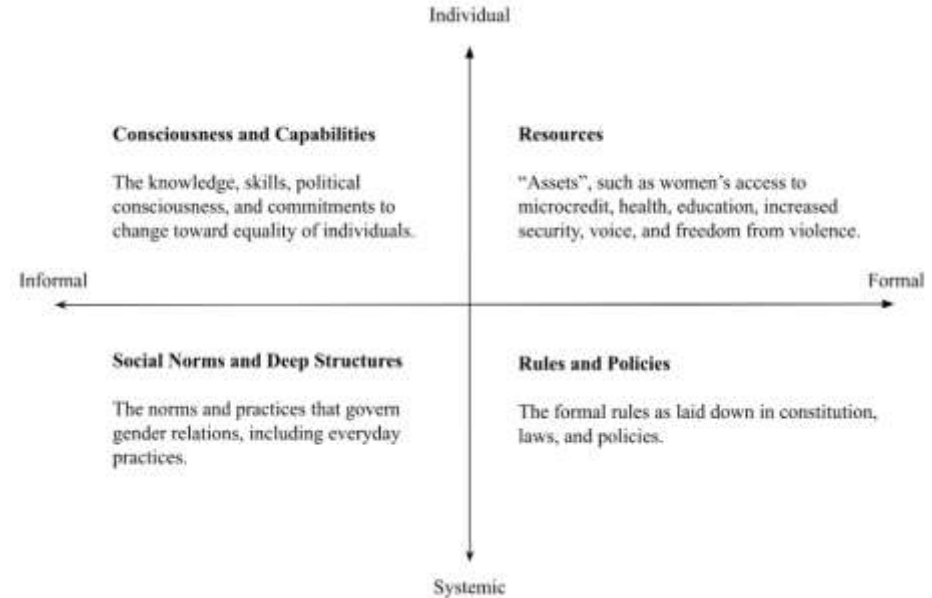 Individual
Consciousness and Capabilities
The knowledge, skills, political
consciousness, and commitments to
change toward equality of individuals.
Resources
“Assets”, such as women’s access to
microcredit, health, education, increased
security, voice, and freedom from violence.
Informal
Formal
Social Norms and Deep Structures
The norms and practices that govern
gender relations, including everyday
practices.
Rules and Policies
The formal rules as laid down in constitution,
laws, and policies.
Systemic